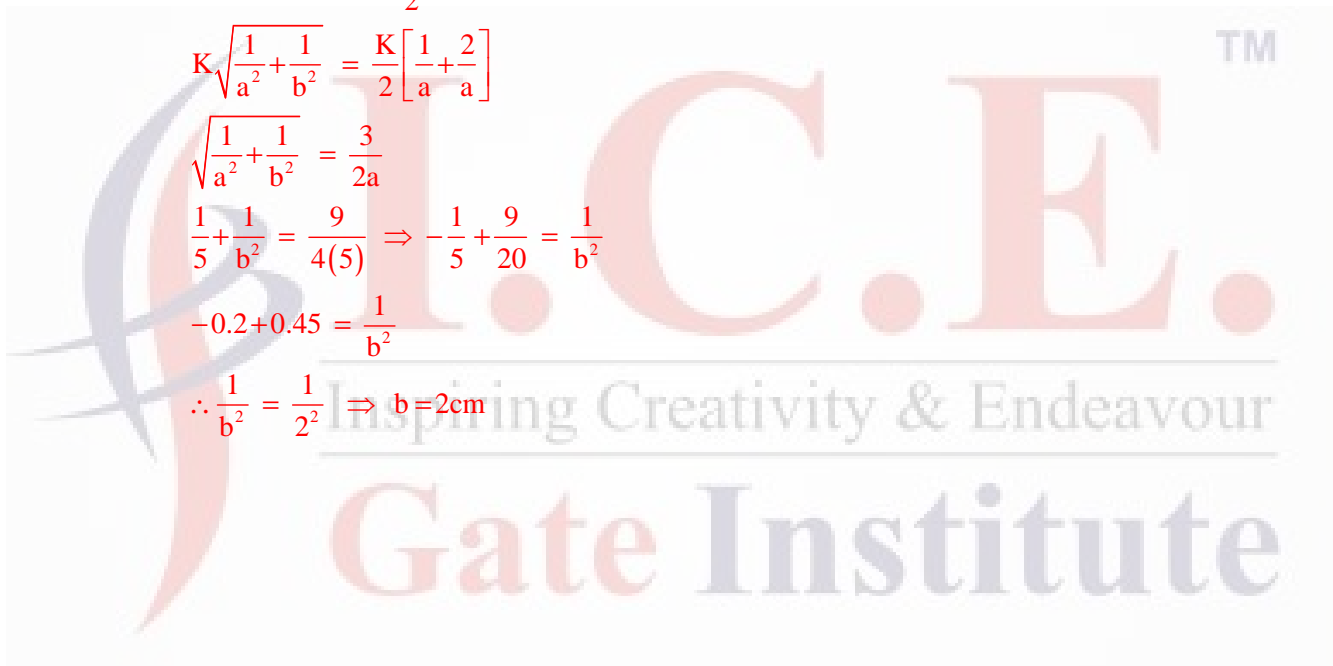 2
K√(1/a² + 1/b²) = K/2 [1/a + 2/a]
√(1/a² + 1/b²) = 3/2a
1/5 + 1/b² = 9/4(5) ⇒ −1/5 + 9/20 = 1/b²
−0.2+0.45 = 1/b²
∴ 1/b² = 1/2² ⇒ b=2cm
TM
I.C.E.
Inspiring Creativity & Endeavour
Gate Institute